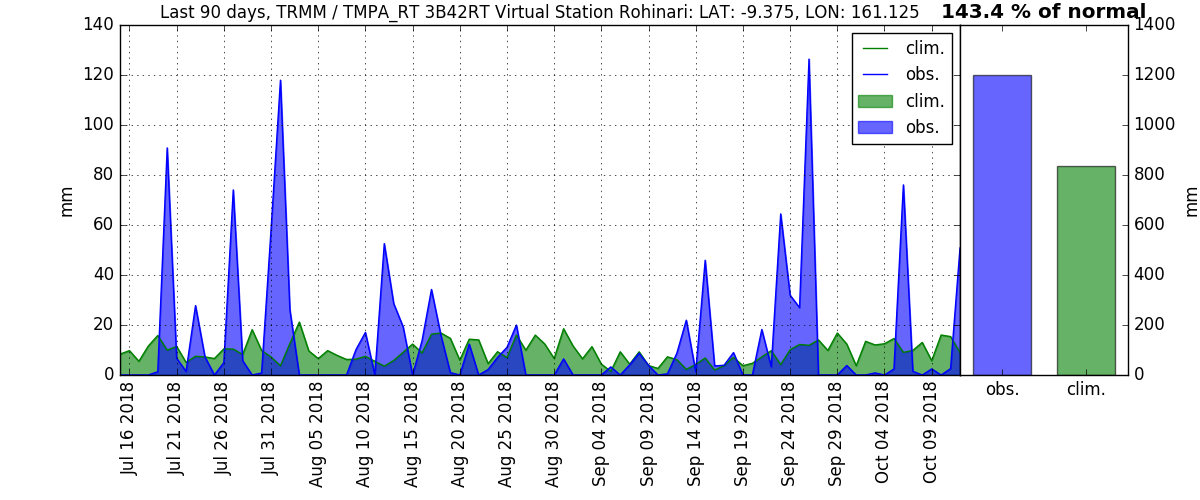 Last 90 days, TRMM / TMPA_RT 3B42RT Virtual Station Rohinari: LAT: -9.375, LON: 161.125
143.4 % of normal
140
120
100
80
60
40
20
0
mm
clim.
obs.
clim.
obs.
1400
1200
1000
800
600
400
200
0
mm
obs.
clim.
Jul 16 2018
Jul 21 2018
Jul 26 2018
Jul 31 2018
Aug 05 2018
Aug 10 2018
Aug 15 2018
Aug 20 2018
Aug 25 2018
Aug 30 2018
Sep 04 2018
Sep 09 2018
Sep 14 2018
Sep 19 2018
Sep 24 2018
Sep 29 2018
Oct 04 2018
Oct 09 2018